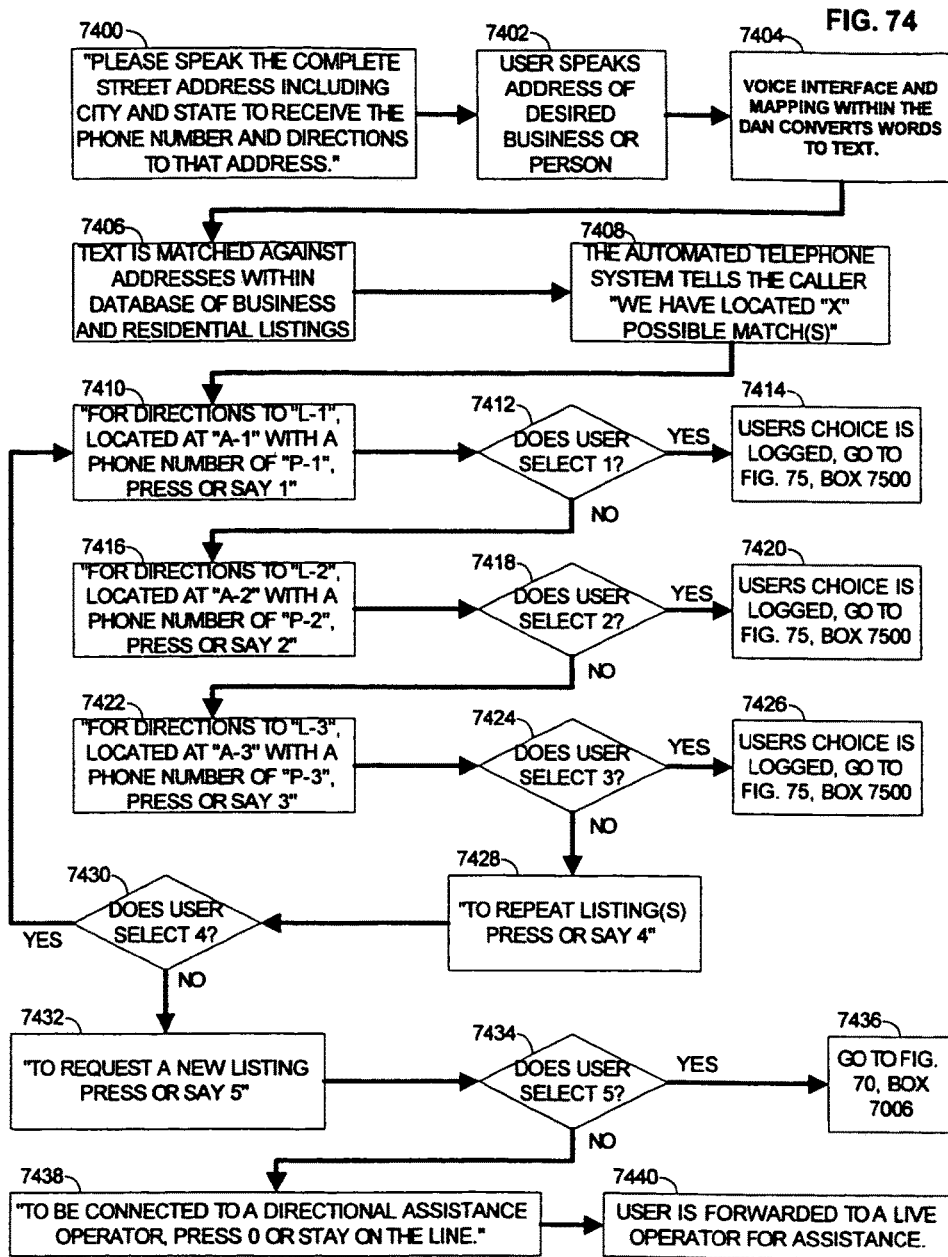 FIG. 74
7400
"PLEASE SPEAK THE COMPLETE
STREET ADDRESS INCLUDING
CITY AND STATE TO RECEIVE THE
PHONE NUMBER AND DIRECTIONS
TO THAT ADDRESS."
7402
USER SPEAKS
ADDRESS OF
DESIRED
BUSINESS OR
PERSON
7404
VOICE INTERFACE AND
MAPPING WITHIN THE
DAN CONVERTS WORDS
TO TEXT.
7406
TEXT IS MATCHED AGAINST
ADDRESSES WITHIN
DATABASE OF BUSINESS
AND RESIDENTIAL LISTINGS
7408
THE AUTOMATED TELEPHONE
SYSTEM TELLS THE CALLER
"WE HAVE LOCATED "X"
POSSIBLE MATCH(S)"
7410
"FOR DIRECTIONS TO "L-1",
LOCATED AT "A-1" WITH A
PHONE NUMBER OF "P-1",
PRESS OR SAY 1"
7412
DOES USER
SELECT 1?
YES
NO
7414
USERS CHOICE IS
LOGGED, GO TO
FIG. 75, BOX 7500
7416
"FOR DIRECTIONS TO "L-2",
LOCATED AT "A-2" WITH A
PHONE NUMBER OF "P-2",
PRESS OR SAY 2"
7418
DOES USER
SELECT 2?
YES
NO
7420
USERS CHOICE IS
LOGGED, GO TO
FIG. 75, BOX 7500
7422
"FOR DIRECTIONS TO "L-3",
LOCATED AT "A-3" WITH A
PHONE NUMBER OF "P-3",
PRESS OR SAY 3"
7424
DOES USER
SELECT 3?
YES
NO
7426
USERS CHOICE IS
LOGGED, GO TO
FIG. 75, BOX 7500
7428
"TO REPEAT LISTING(S)
PRESS OR SAY 4"
7430
DOES USER
SELECT 4?
YES
NO
7432
"TO REQUEST A NEW LISTING
PRESS OR SAY 5"
7434
DOES USER
SELECT 5?
YES
NO
7436
GO TO FIG.
70, BOX
7006
7438
"TO BE CONNECTED TO A DIRECTIONAL ASSISTANCE
OPERATOR, PRESS 0 OR STAY ON THE LINE."
7440
USER IS FORWARDED TO A LIVE
OPERATOR FOR ASSISTANCE.